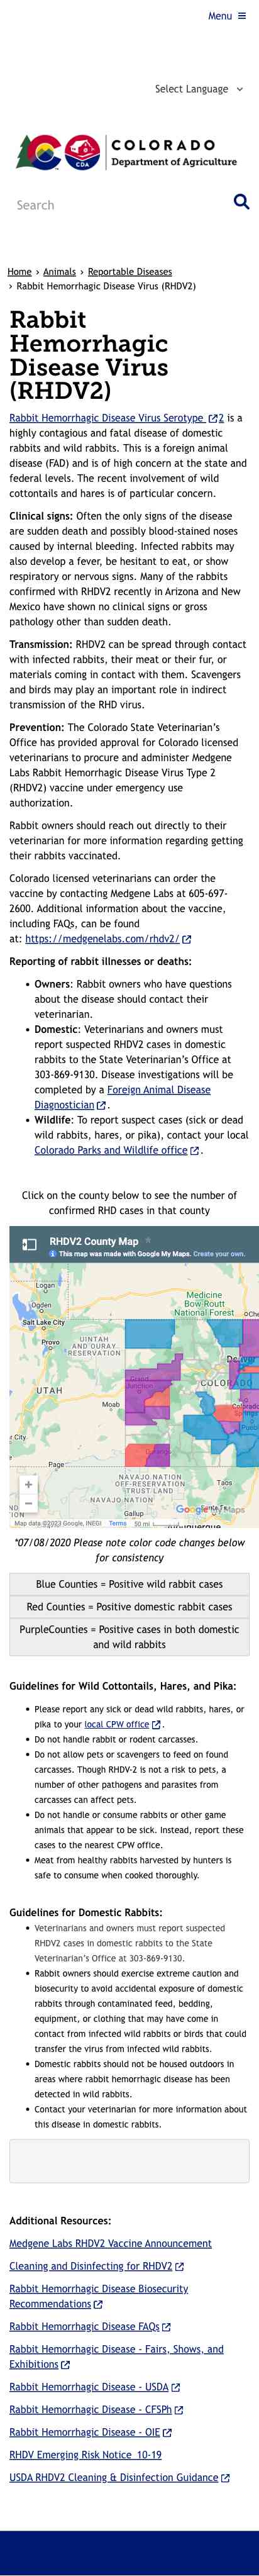 Menu ≡
Select Language
COLORADO
Department of Agriculture
Search
Home › Animals › Reportable Diseases
› Rabbit Hemorrhagic Disease Virus (RHDV2)
Rabbit
Hemorrhagic
Disease Virus
(RHDV2)
Rabbit Hemorrhagic Disease Virus Serotype 2 is a
highly contagious and fatal disease of domestic
rabbits and wild rabbits. This is a foreign animal
disease (FAD) and is of high concern at the state and
federal levels. The recent involvement of wild
cottontails and hares is of particular concern.
Clinical signs: Often the only signs of the disease
are sudden death and possibly blood-stained noses
caused by internal bleeding. Infected rabbits may
also develop a fever, be hesitant to eat, or show
respiratory or nervous signs. Many of the rabbits
confirmed with RHDV2 recently in Arizona and New
Mexico have shown no clinical signs or gross
pathology other than sudden death.
Transmission: RHDV2 can be spread through contact
with infected rabbits, their meat or their fur, or
materials coming in contact with them. Scavengers
and birds may play an important role in indirect
transmission of the RHD virus.
Prevention: The Colorado State Veterinarian's
Office has provided approval for Colorado licensed
veterinarians to procure and administer Medgene
Labs Rabbit Hemorrhagic Disease Virus Type 2
(RHDV2) vaccine under emergency use
authorization.
Rabbit owners should reach out directly to their
veterinarian for more information regarding getting
their rabbits vaccinated.
Colorado licensed veterinarians can order the
vaccine by contacting Medgene Labs at 605-697-
2600. Additional information about the vaccine,
including FAQs, can be found
at: https://medgenelabs.com/rhdv2/
Reporting of rabbit illnesses or deaths:
• Owners: Rabbit owners who have questions
about the disease should contact their
veterinarian.
• Domestic: Veterinarians and owners must
report suspected RHDV2 cases in domestic
rabbits to the State Veterinarian's Office at
303-869-9130. Disease investigations will be
completed by a Foreign Animal Disease
Diagnostician.
• Wildlife: To report suspect cases (sick or dead
wild rabbits, hares, or pika), contact your local
Colorado Parks and Wildlife office.
Click on the county below to see the number of
confirmed RHD cases in that county
RHDV2 County Map
This map was made with Google My Maps. Create your own.
Logan
Ogden
Salt Lake City
Provo
UINTAH
AND OURAY
RESERVATION
UTAH
Moab
Medicine
Bow Routt
National Forest
Che
Grand
Junction
Denver
COLORADO
Colorado
Springs
Pueblo
Durango
Page
NAVAJO NATION
OFF-RESERVATION
TRUST LAND
NAVAJO NATION
Taos
Gallup
Santa Fe
Albuquerque
Google My Maps
Map data ©2023 Google, INEGI Terms 50 mi
*07/08/2020 Please note color code changes below
for consistency
Blue Counties = Positive wild rabbit cases
Red Counties = Positive domestic rabbit cases
PurpleCounties = Positive cases in both domestic
and wild rabbits
Guidelines for Wild Cottontails, Hares, and Pika:
• Please report any sick or dead wild rabbits, hares, or
pika to your local CPW office.
• Do not handle rabbit or rodent carcasses.
• Do not allow pets or scavengers to feed on found
carcasses. Though RHDV-2 is not a risk to pets, a
number of other pathogens and parasites from
carcasses can affect pets.
• Do not handle or consume rabbits or other game
animals that appear to be sick. Instead, report these
cases to the nearest CPW office.
• Meat from healthy rabbits harvested by hunters is
safe to consume when cooked thoroughly.
Guidelines for Domestic Rabbits:
• Veterinarians and owners must report suspected
RHDV2 cases in domestic rabbits to the State
Veterinarian's Office at 303-869-9130.
• Rabbit owners should exercise extreme caution and
biosecurity to avoid accidental exposure of domestic
rabbits through contaminated feed, bedding,
equipment, or clothing that may have come in
contact from infected wild rabbits or birds that could
transfer the virus from infected wild rabbits.
• Domestic rabbits should not be housed outdoors in
areas where rabbit hemorrhagic disease has been
detected in wild rabbits.
• Contact your veterinarian for more information about
this disease in domestic rabbits.
Additional Resources:
Medgene Labs RHDV2 Vaccine Announcement
Cleaning and Disinfecting for RHDV2
Rabbit Hemorrhagic Disease Biosecurity
Recommendations
Rabbit Hemorrhagic Disease FAQs
Rabbit Hemorrhagic Disease - Fairs, Shows, and
Exhibitions
Rabbit Hemorrhagic Disease - USDA
Rabbit Hemorrhagic Disease - CFSPh
Rabbit Hemorrhagic Disease - OIE
RHDV Emerging Risk Notice 10-19
USDA RHDV2 Cleaning & Disinfection Guidance